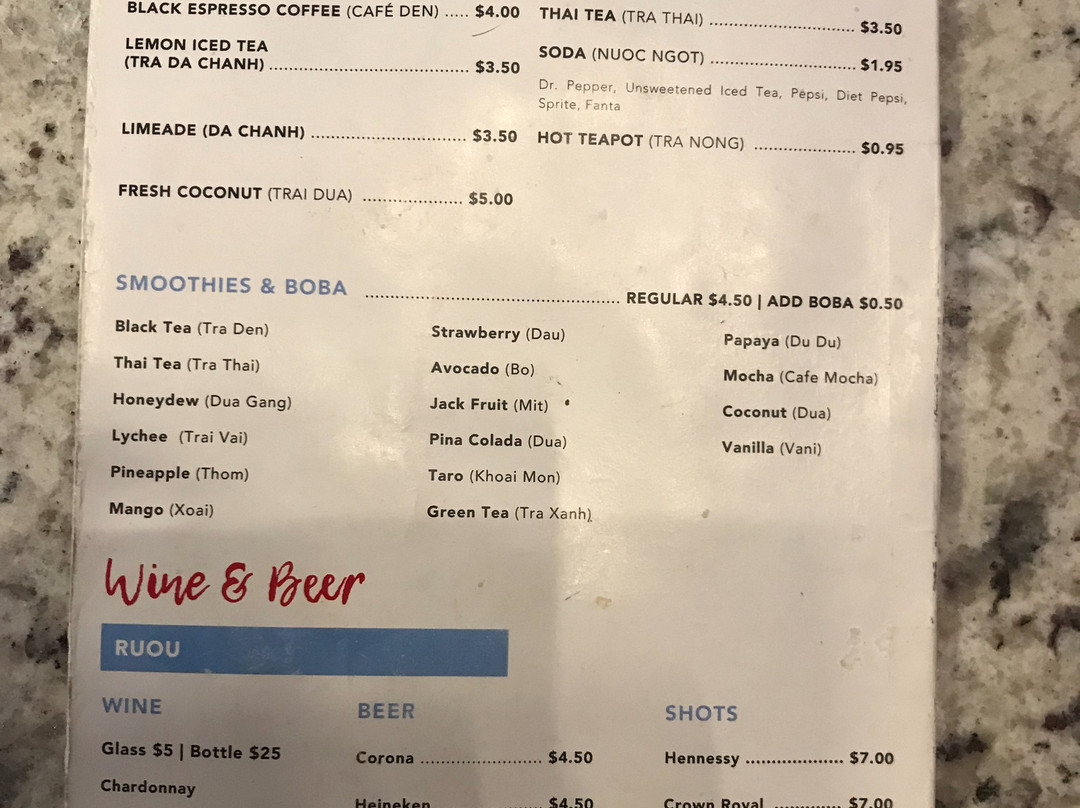 BLACK ESPRESSO COFFEE (CAFÉ DEN) ..... $4.00
LEMON ICED TEA
(TRA DA CHANH) ........................................ $3.50
LIMEADE (DA CHANH) ............................... $3.50
FRESH COCONUT (TRAI DUA) .................... $5.00
THAI TEA (TRA THAI) ............................. $3.50
SODA (NUOC NGOT) ............................. $1.95
Dr. Pepper, Unsweetened Iced Tea, Pepsi, Diet Pepsi,
Sprite, Fanta
HOT TEAPOT (TRA NONG) .................... $0.95
SMOOTHIES & BOBA .................................................... REGULAR $4.50 | ADD BOBA $0.50
Black Tea (Tra Den)
Thai Tea (Tra Thai)
Honeydew (Dua Gang)
Lychee (Trai Vai)
Pineapple (Thom)
Mango (Xoai)
Strawberry (Dau)
Avocado (Bo)
Jack Fruit (Mit)
Pina Colada (Dua)
Taro (Khoai Mon)
Green Tea (Tra Xanh)
Papaya (Du Du)
Mocha (Cafe Mocha)
Coconut (Dua)
Vanilla (Vani)
Wine & Beer
RUOU
WINE
Glass $5 | Bottle $25
Chardonnay
BEER
Corona ........................ $4.50
Heineken $4.50
SHOTS
Hennessy ................... $7.00
Crown Royal .............. $7.00